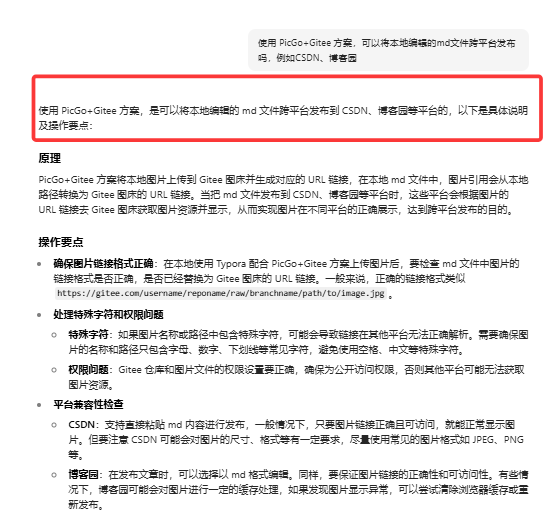 使用 PicGo+Gitee 方案，可以将本地编辑的md文件跨平台发布
吗，例如CSDN、博客园
使用 PicGo+Gitee 方案，是可以将本地编辑的 md 文件跨平台发布到 CSDN、博客园等平台的，以下是具体说明
及操作要点：
原理
PicGo+Gitee 方案将本地图片上传到 Gitee 图床并生成对应的 URL 链接，在本地 md 文件中，图片引用会从本地
路径转换为 Gitee 图床的 URL 链接。当把 md 文件发布到 CSDN、博客园等平台时，这些平台会根据图片的
URL 链接去 Gitee 图床获取图片资源并显示，从而实现图片在不同平台的正确展示，达到跨平台发布的目的。
操作要点
• 确保图片链接格式正确：在本地使用 Typora 配合 PicGo+Gitee 方案上传图片后，要检查 md 文件中图片的
链接格式是否正确，是否已经替换为 Gitee 图床的 URL 链接。一般来说，正确的链接格式类似
https://gitee.com/username/reponame/raw/branchname/path/to/image.jpg 。
• 处理特殊字符和权限问题
○ 特殊字符：如果图片名称或路径中包含特殊字符，可能会导致链接在其他平台无法正确解析。需要确保图
片的名称和路径只包含字母、数字、下划线等常见字符，避免使用空格、中文等特殊字符。
○ 权限问题：Gitee 仓库和图片文件的权限设置要正确，确保为公开访问权限，否则其他平台可能无法获取
图片资源。
• 平台兼容性检查
○ CSDN：支持直接粘贴 md 内容进行发布，一般情况下，只要图片链接正确且可访问，就能正常显示图
片。但要注意 CSDN 可能会对图片的尺寸、格式等有一定要求，尽量使用常见的图片格式如 JPEG、PNG
等。
○ 博客园：在发布文章时，可以选择以 md 格式编辑。同样，要保证图片链接的正确性和可访问性。有些情
况下，博客园可能会对图片进行一定的缓存处理，如果发现图片显示异常，可以尝试清除浏览器缓存或重
新发布。